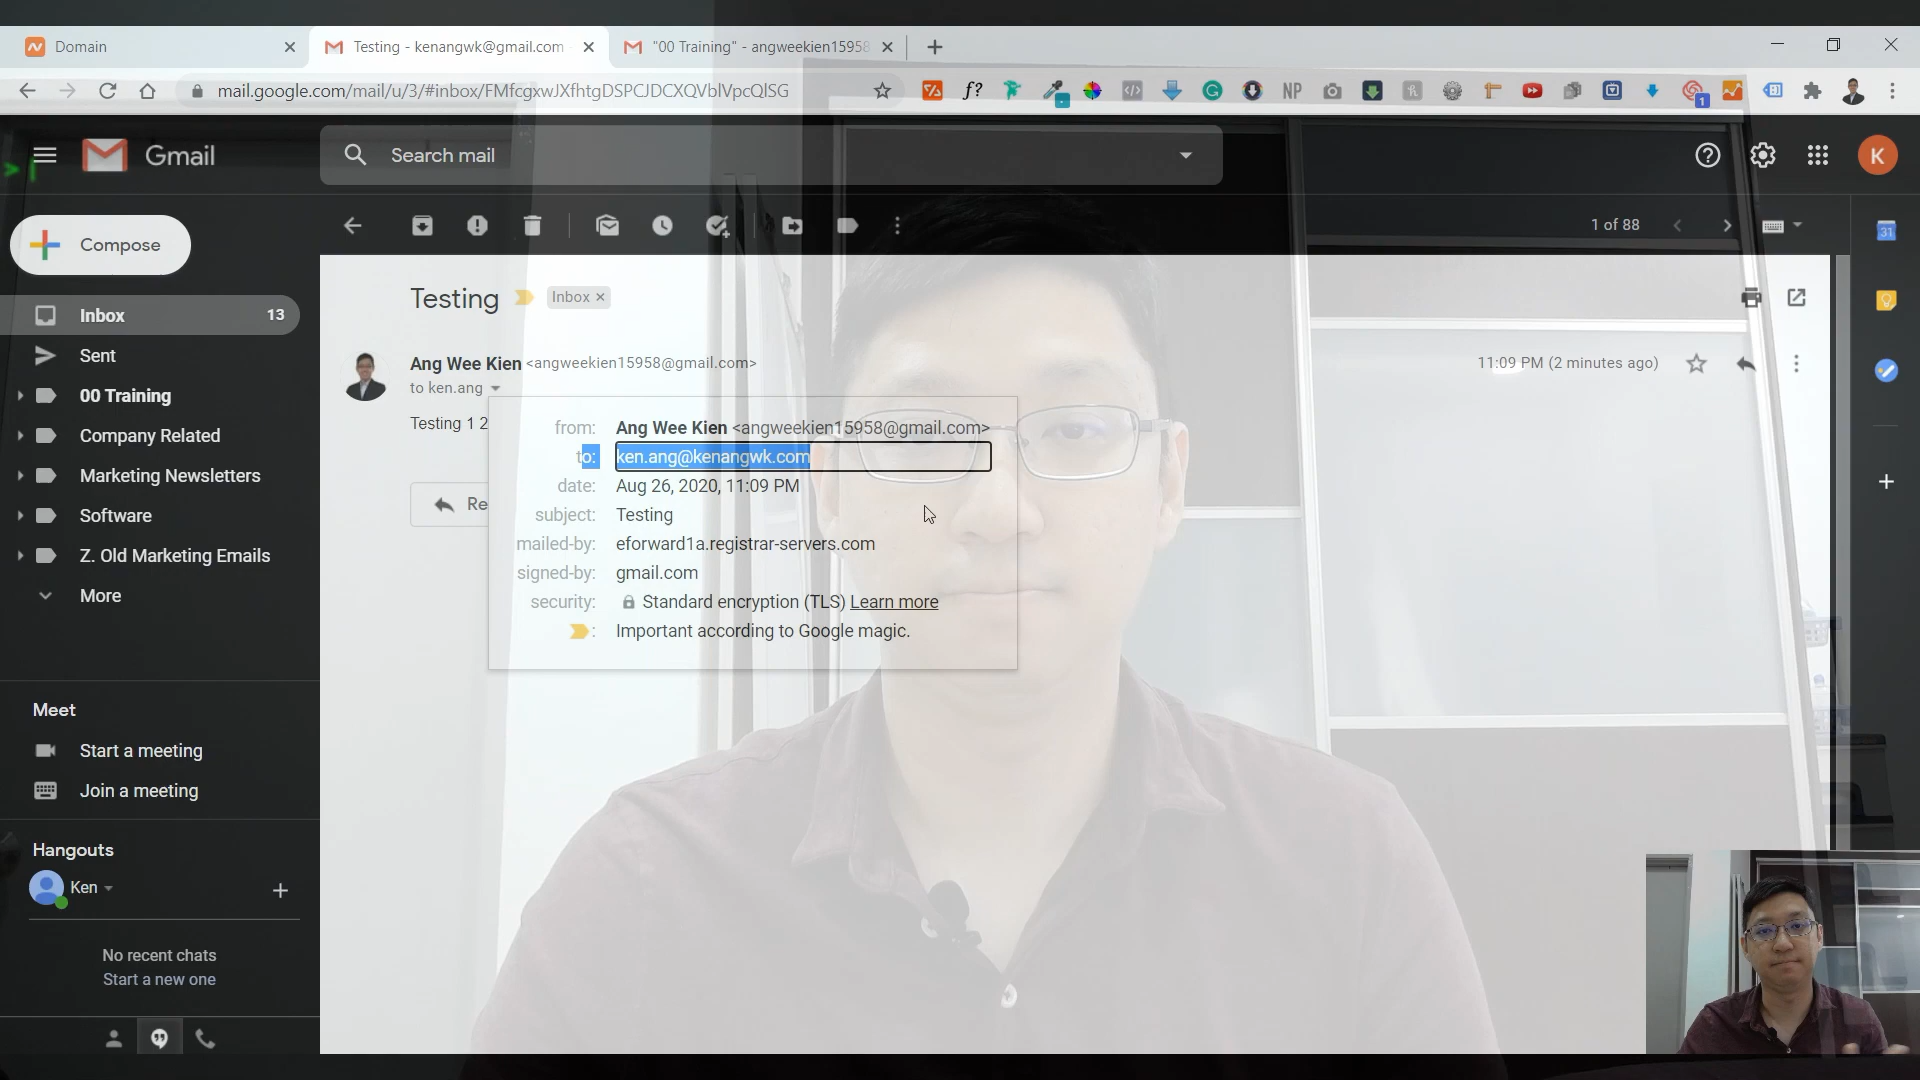 Domain
Testing - kenangwk@gmail.com
"00 Training" - angweekien15958
mail.google.com/mail/u/3/#inbox/FMfcgxwJXfhtgDSPCJDCXQVblVpcQlSG
f?
NP
1
Gmail
Search mail
K
Compose
1 of 88
31
Testing
Inbox ×
Inbox 13
Sent
Ang Wee Kien <angweekien15958@gmail.com>
11:09 PM (2 minutes ago)
to ken.ang
00 Training
Testing 1 2
from: Ang Wee Kien <angweekien15958@gmail.com>
Company Related
to: ken.ang@kenangwk.com
Marketing Newsletters
date: Aug 26, 2020, 11:09 PM
Re
Software
subject: Testing
mailed-by: eforward1a.registrar-servers.com
Z. Old Marketing Emails
signed-by: gmail.com
More
security: Standard encryption (TLS) Learn more
: Important according to Google magic.
Meet
Start a meeting
Join a meeting
Hangouts
Ken
No recent chats
Start a new one